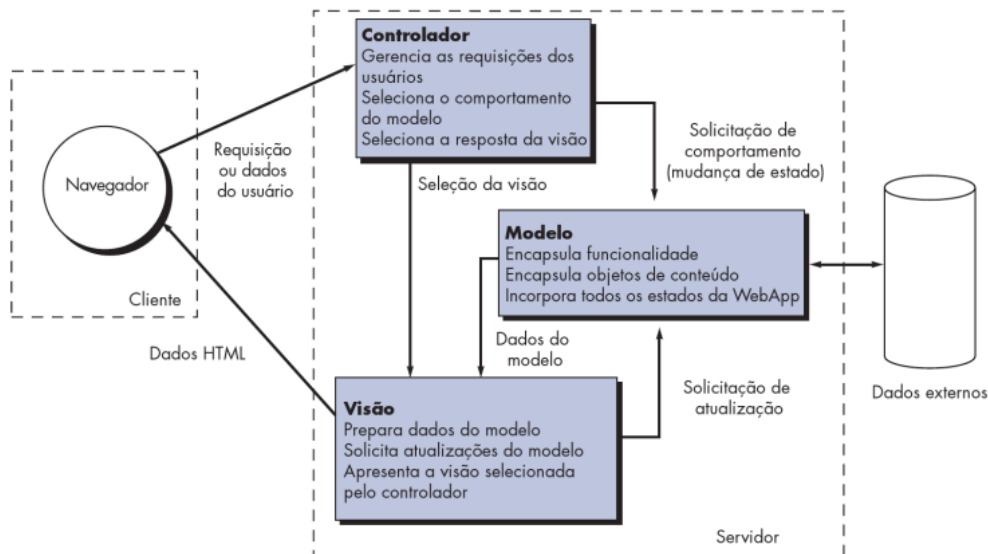 Controlador
Gerencia as requisições dos
usuários
Seleciona o comportamento
do modelo
Seleciona a resposta da visão
Navegador
Cliente
Requisição
ou dados
do usuário
Seleção da visão
Solicitação de
comportamento
(mudança de estado)
Modelo
Encapsula funcionalidade
Encapsula objetos de conteúdo
Incorpora todos os estados da WebApp
Dados externos
Dados HTML
Dados do
modelo
Solicitação de
atualização
Visão
Prepara dados do modelo
Solicita atualizações do modelo
Apresenta a visão selecionada
pelo controlador
Servidor